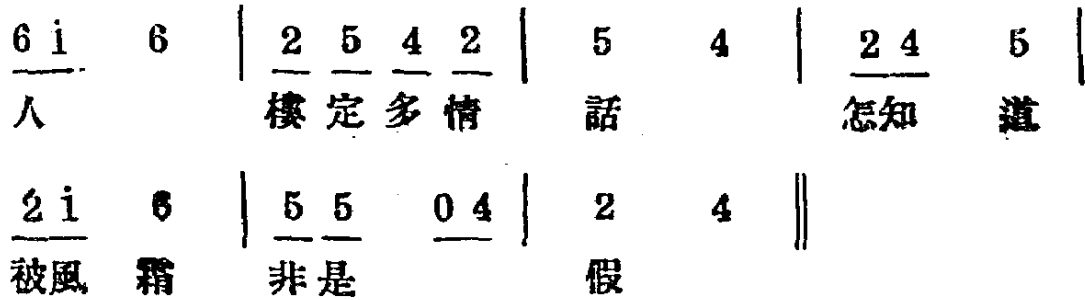 6 i 6 | 2 5 4 2 | 5 4 | 2 4 5 |
人 樓 定 多 情 話 怎知 道
2 i 6 | 5 5 0 4 | 2 4 ||
被風 霜 非 是 假